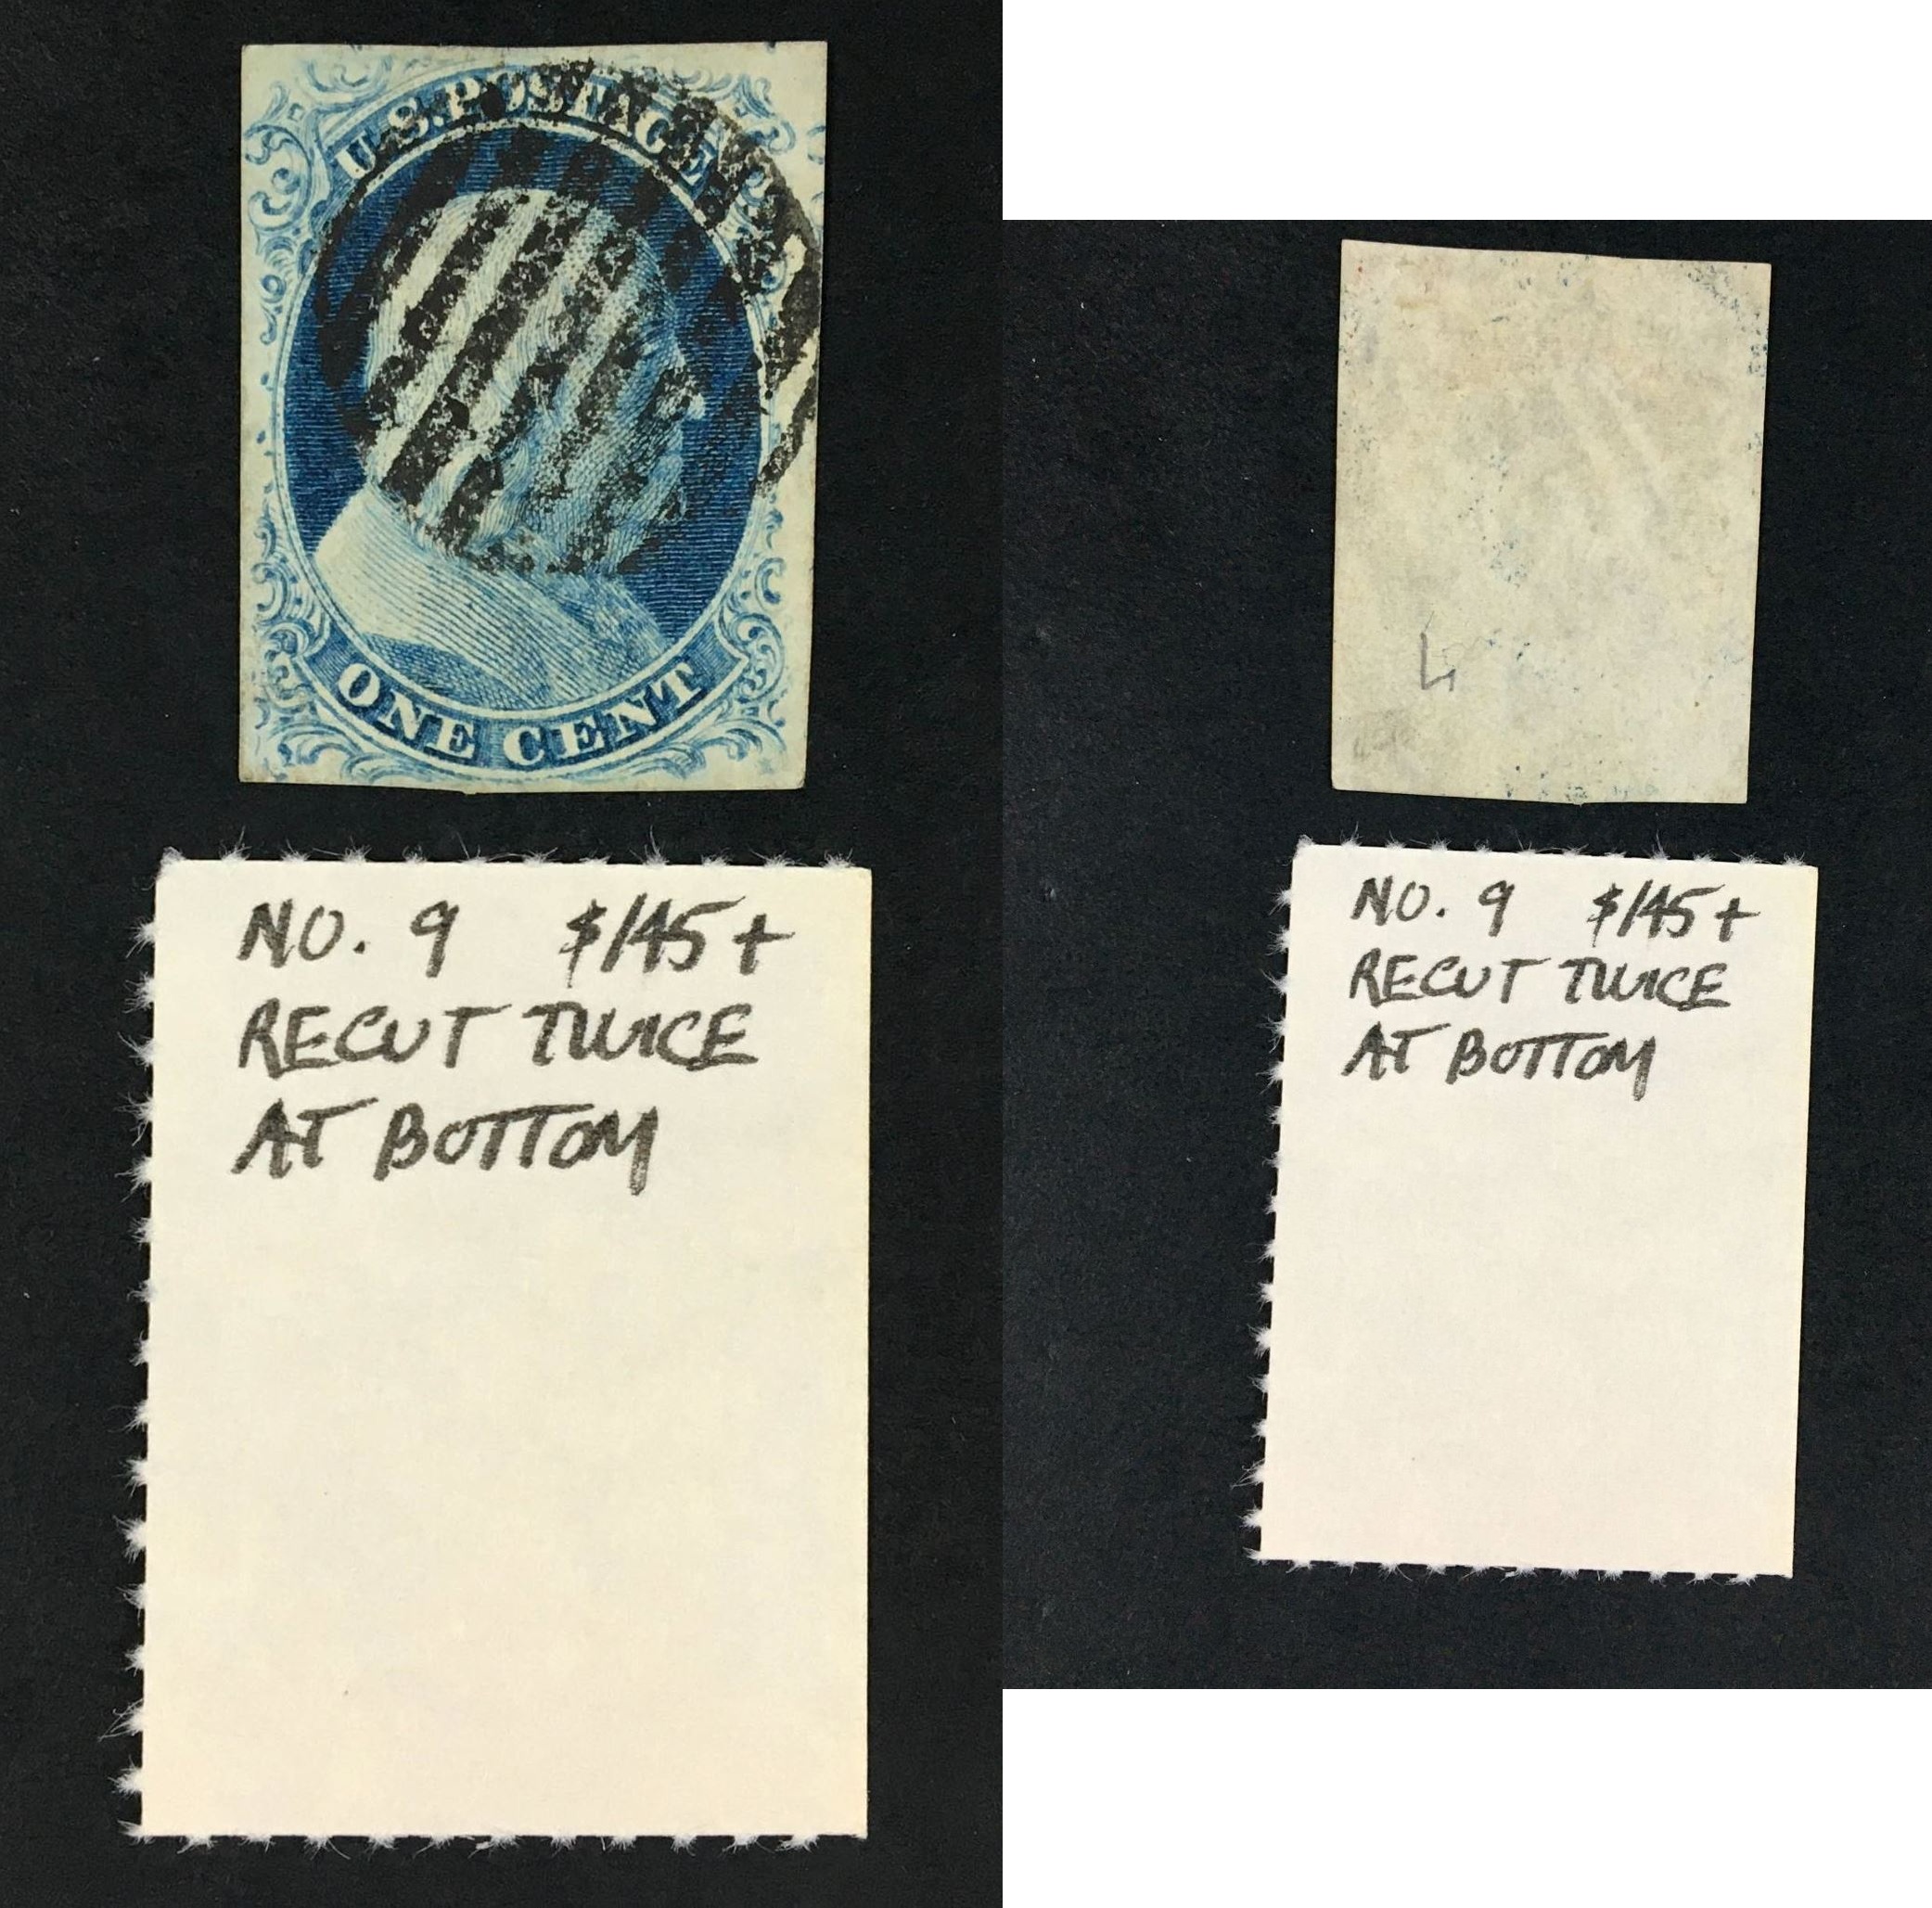 U.S. POSTAGE
ONE CENT
NO. 9 $145+
RECUT TWICE
AT BOTTOM
L
NO. 9 $145+
RECUT TWICE
AT BOTTOM